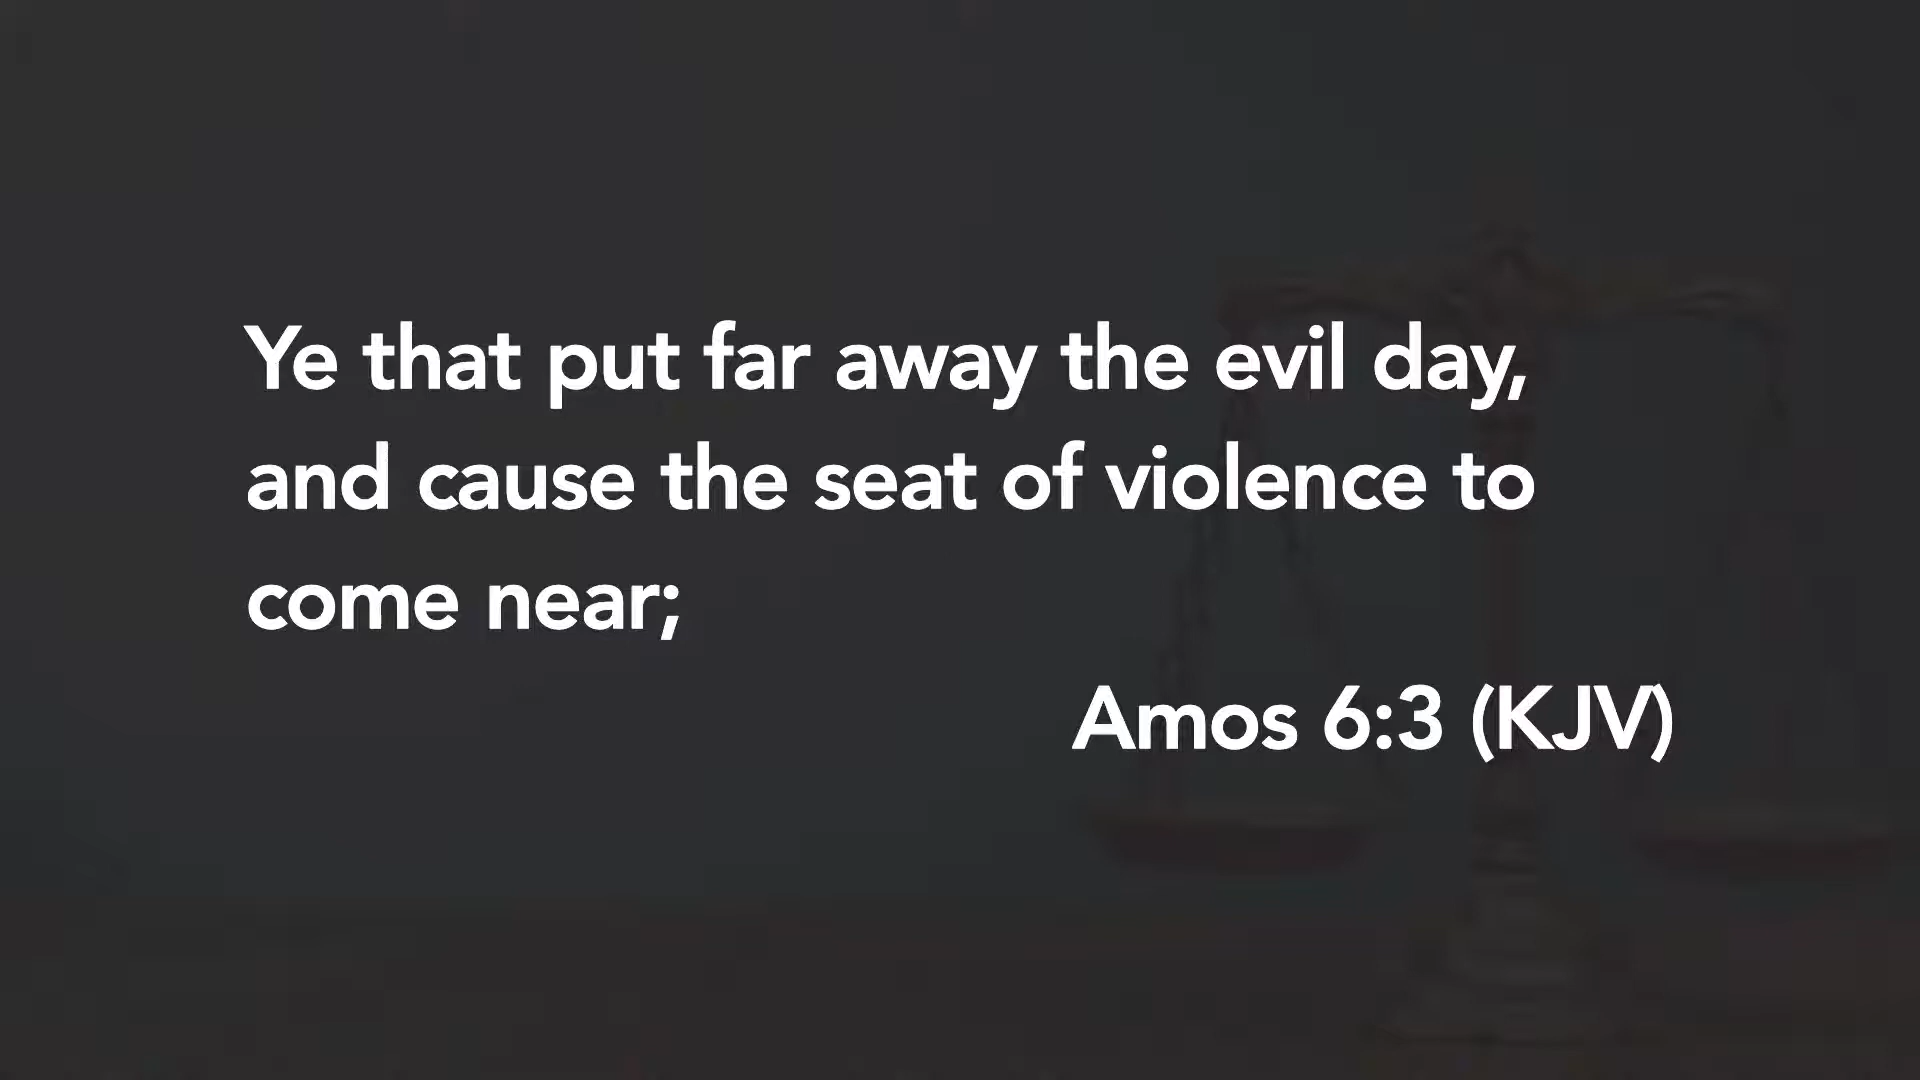 Ye that put far away the evil day,
and cause the seat of violence to
come near;
Amos 6:3 (KJV)